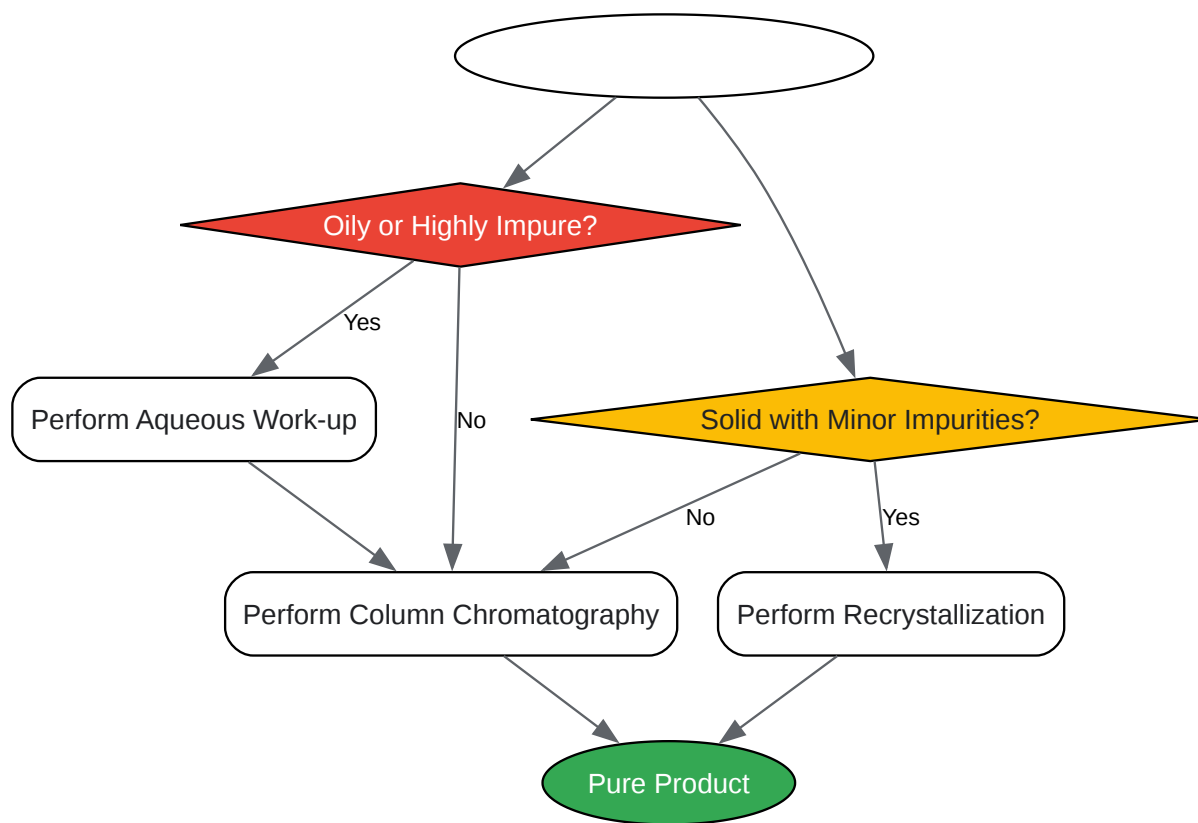 Oily or Highly Impure?
Yes
Perform Aqueous Work-up
No
Solid with Minor Impurities?
No
Yes
Perform Column Chromatography
Perform Recrystallization
Pure Product